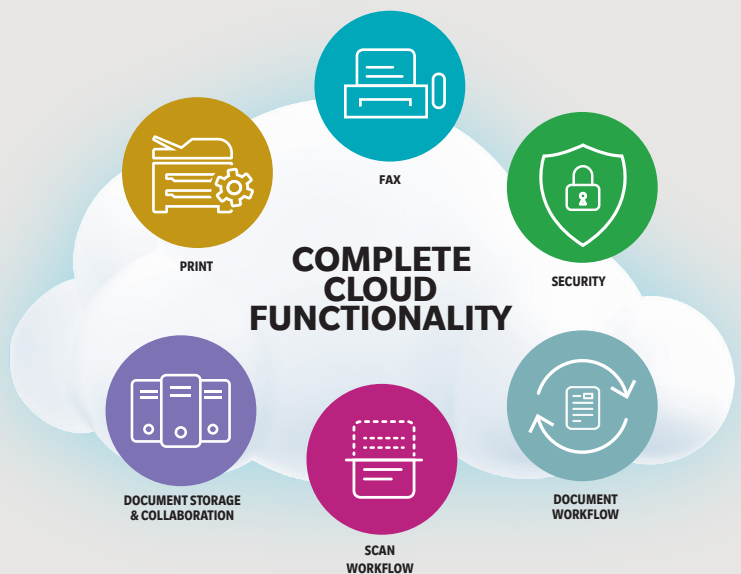 FAX
PRINT
SECURITY
COMPLETE
CLOUD
FUNCTIONALITY
DOCUMENT STORAGE
& COLLABORATION
SCAN
WORKFLOW
DOCUMENT
WORKFLOW